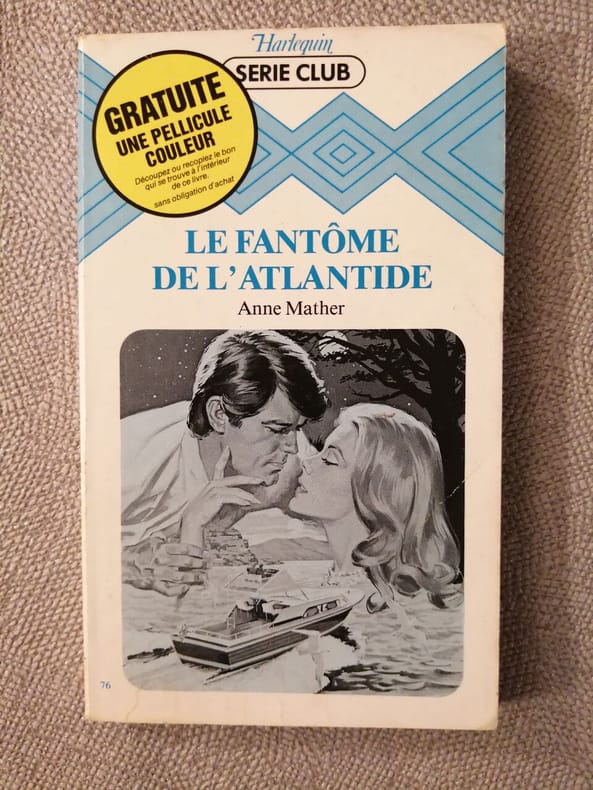 Harlequin
SERIE CLUB
GRATUITE
UNE PELLICULE
COULEUR
Découpez ou recopiez le bon
qui se trouve à l'intérieur
de ce livre.
sans obligation d'achat
LE FANTÔME
DE L'ATLANTIDE
Anne Mather
76